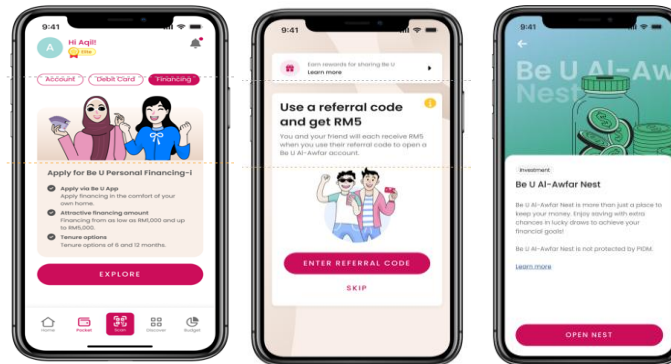 9:41
A
Hi Aqil!
Elite
Account
Debit Card
Financing
Apply for Be U Personal Financing-i
Apply via Be U App
Apply financing in the comfort of your
own home.
Attractive financing amount
Financing from as low as RM1,000 and up
to RM5,000.
Tenure options
Tenure options of 6 and 12 months.
EXPLORE
Home
Pocket
Scan
Discover
Budget
9:41
Earn rewards for sharing Be U
Learn more
Use a referral code
and get RM5
You and your friend will each receive RM5
when you use their referral code to open a
Be U Al-Awfar account.
ENTER REFERRAL CODE
SKIP
9:41
Be U Al-Aw
Nest
Investment
Be U Al-Awfar Nest
Be U Al-Awfar Nest is more than just a place to
keep your money. Enjoy saving with extra
chances in lucky draws to achieve your
financial goals!
Be U Al-Awfar Nest is not protected by PIDM.
Learn more
OPEN NEST